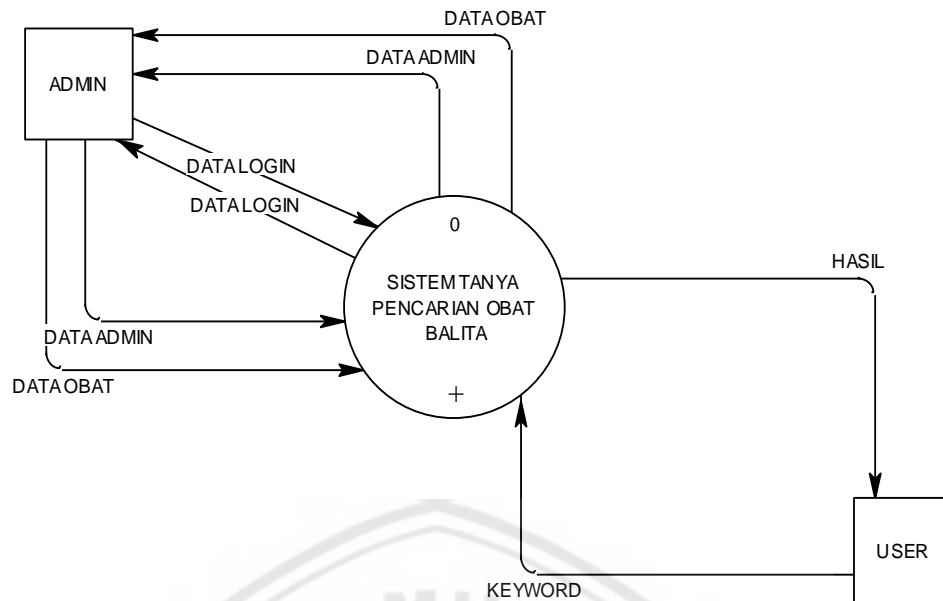 DATA OBAT
DATA ADMIN
ADMIN
DATA LOGIN
DATA LOGIN
0
SISTEM TANYA
PENCARIAN OBAT
BALITA
+
HASIL
DATA ADMIN
DATA OBAT
USER
KEYWORD